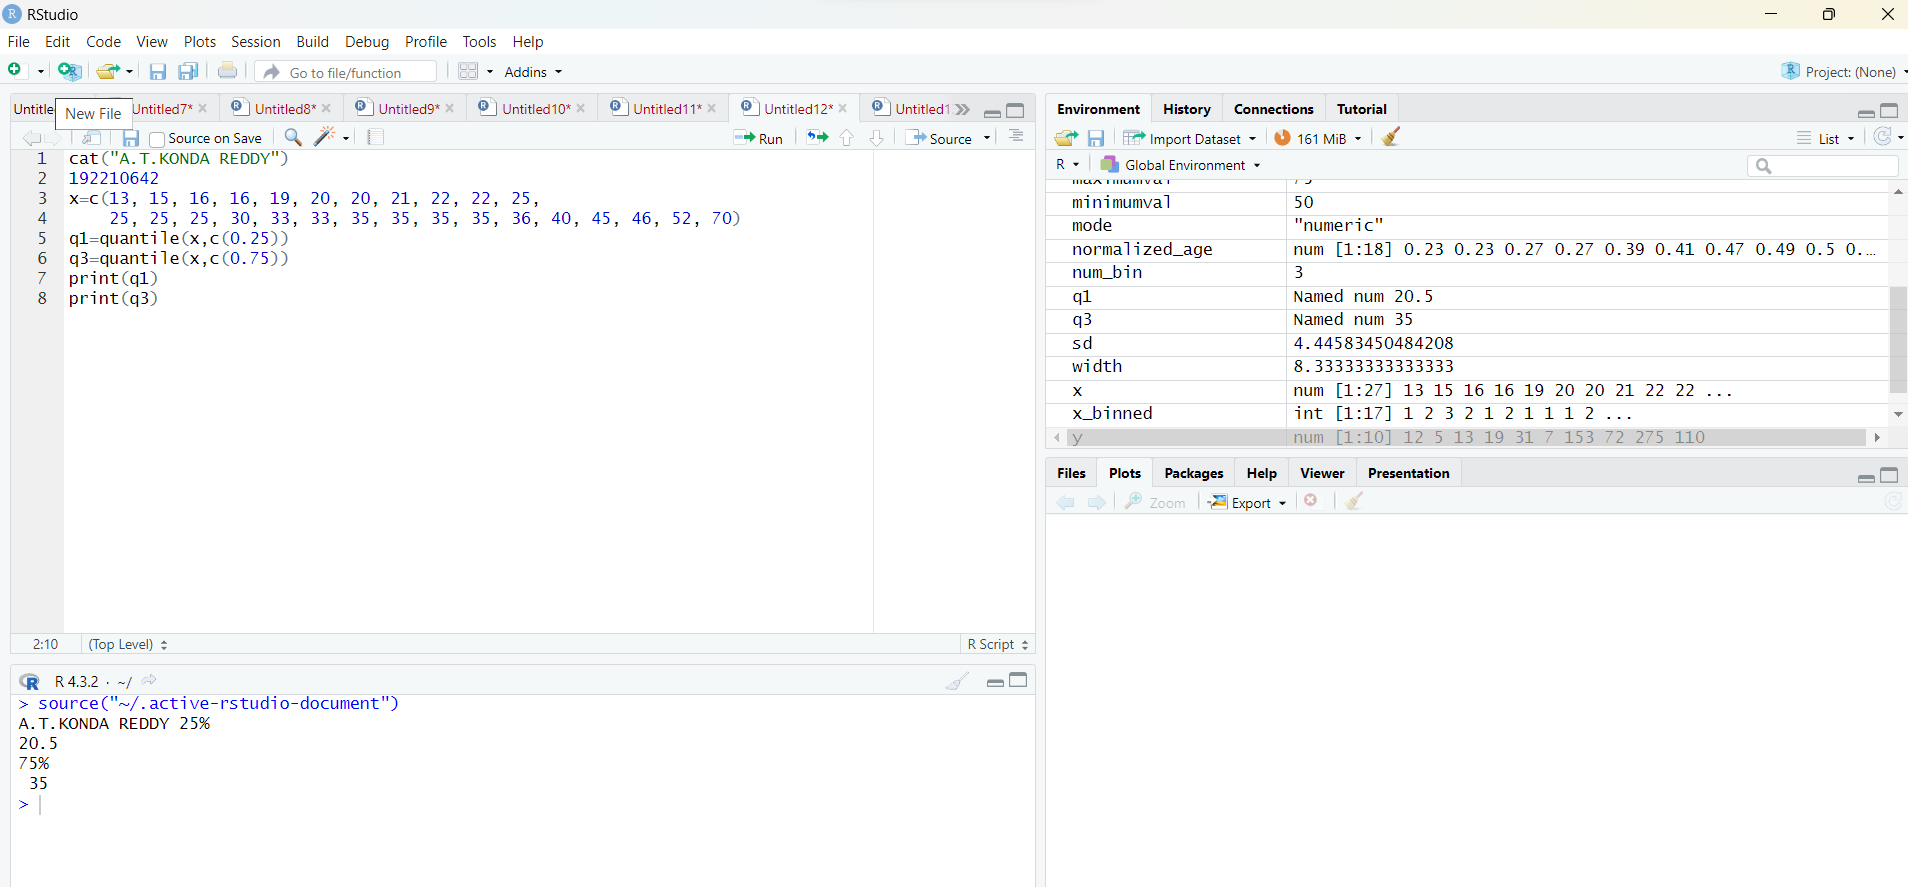 RStudio
File Edit Code View Plots Session Build Debug Profile Tools Help
Go to file/function Addins Project: (None)
Untitle Untitled7* Untitled8* Untitled9* Untitled10* Untitled11* Untitled12* Untitled1
New File
Source on Save Run Source
1 cat("A.T.KONDA REDDY")
2 192210642
3 x=c(13, 15, 16, 16, 19, 20, 20, 21, 22, 22, 25,
4 25, 25, 25, 30, 33, 33, 35, 35, 35, 35, 36, 40, 45, 46, 52, 70)
5 q1=quantile(x,c(0.25))
6 q3=quantile(x,c(0.75))
7 print(q1)
8 print(q3)
2:10 (Top Level) R Script
R 4.3.2 · ~/
> source("~/.active-rstudio-document")
A.T.KONDA REDDY 25%
20.5
75%
35
>
Environment History Connections Tutorial
Import Dataset 161 MiB List
R Global Environment
maximumval 75
minimumval 50
mode "numeric"
normalized_age num [1:18] 0.23 0.23 0.27 0.27 0.39 0.41 0.47 0.49 0.5 0....
num_bin 3
q1 Named num 20.5
q3 Named num 35
sd 4.44583450484208
width 8.33333333333333
x num [1:27] 13 15 16 16 19 20 20 21 22 22 ...
x_binned int [1:17] 1 2 3 2 1 2 1 1 1 2 ...
y num [1:10] 12 5 13 19 31 7 153 72 275 110
Files Plots Packages Help Viewer Presentation
Zoom Export